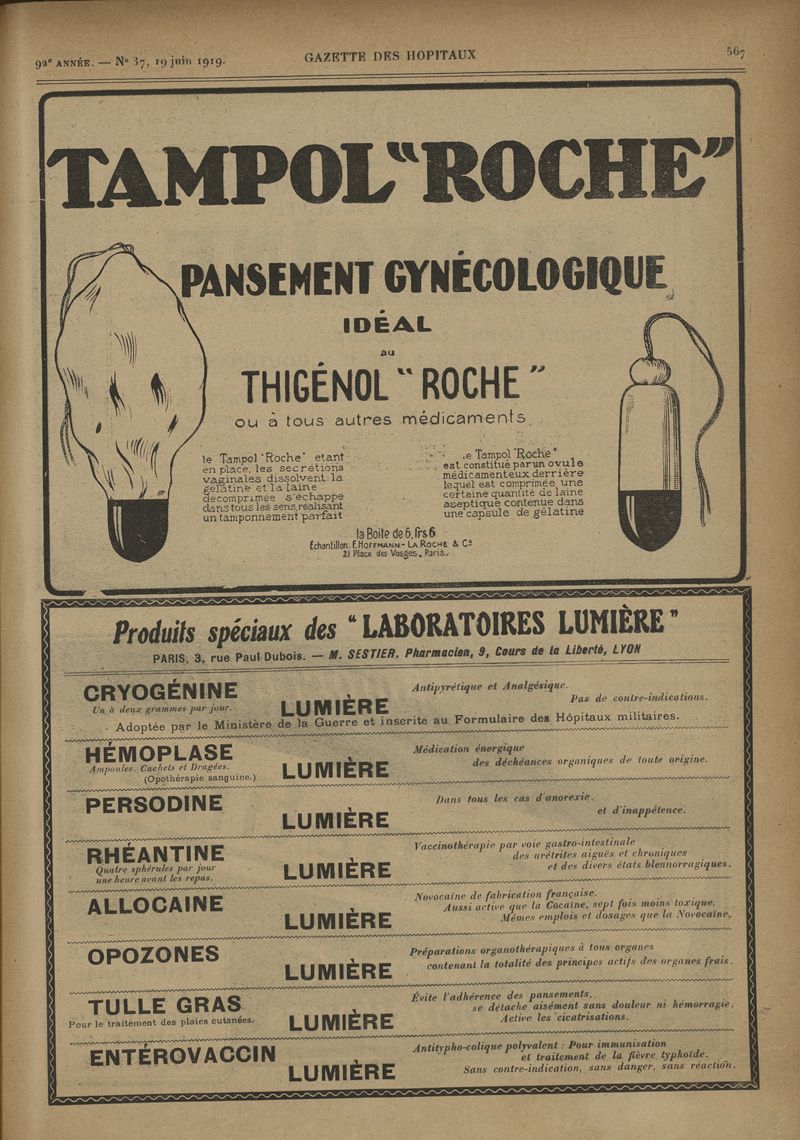 92e ANNÉE. — No 37, 19 juin 1919.
GAZETTE DES HOPITAUX
567
TAMPOL "ROCHE"
PANSEMENT GYNÉCOLOGIQUE
IDÉAL
au
THIGÉNOL "ROCHE"
ou à tous autres médicaments
le Tampol "Roche" etant
en place, les secrétions
vaginales dissolvent la
gélatine et la laine
décomprimée s'échappe
dans tous les sens, réalisant
un tamponnement parfait
.e Tampol "Roche"
est constitué par un ovule
médicamenteux derrière
lequel est comprimée une
certaine quantité de laine
aseptique contenue dans
une capsule de gélatine
la Boite de 6, frs 6.
Échantillon: F. HOFFMANN-LA ROCHE & Co
21 Place des Vosges, Paris.
Produits spéciaux des "LABORATOIRES LUMIÈRE"
PARIS, 3, rue Paul Dubois. — M. SESTIER, Pharmacien, 9, Cours de la Liberté, LYON
CRYOGÉNINE
Un à deux grammes par jour.
LUMIÈRE
Antipyrétique et Analgésique.
Pas de contre-indications.
Adoptée par le Ministère de la Guerre et inscrite au Formulaire des Hôpitaux militaires.
HÉMOPLASE
Ampoules, Cachets et Dragées.
(Opothérapie sanguine.)
LUMIÈRE
Médication énergique
des déchéances organiques de toute origine.
PERSODINE
LUMIÈRE
Dans tous les cas d'anorexie
et d'inappétence.
RHÉANTINE
Quatre sphérules par jour
une heure avant les repas.
LUMIÈRE
Vaccinothérapie par voie gastro-intestinale
des urétrites aiguës et chroniques
et des divers états blennorragiques.
ALLOCAINE
LUMIÈRE
Novocaïne de fabrication française.
Aussi active que la Cocaïne, sept fois moins toxique.
Mêmes emplois et dosages que la Novocaïne.
OPOZONES
LUMIÈRE
Préparations organothérapiques à tous organes
contenant la totalité des principes actifs des organes frais.
TULLE GRAS
Pour le traitement des plaies cutanées.
LUMIÈRE
Évite l'adhérence des pansements,
se détache aisément sans douleur ni hémorragie.
Active les cicatrisations.
ENTÉROVACCIN
LUMIÈRE
Antitypho-colique polyvalent : Pour immunisation
et traitement de la fièvre typhoïde.
Sans contre-indication, sans danger, sans réaction.